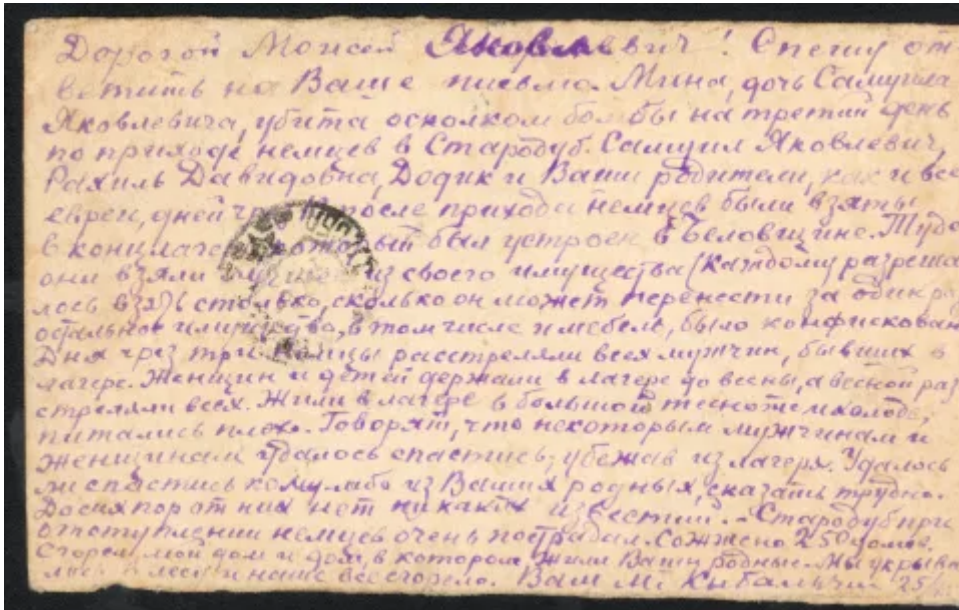 Дорогой Моисей Яковлевич! Спешу от-
ветить на Ваше письмо. Мина, дочь Самуила
Яковлевича, убита осколком бомбы на третий день
по приходе немцев в Стародуб. Самуил Яковлевич,
Рахиль Давидовна, Додик и Ваши родители, как и все
евреи, дней после прихода немцев были взяты
в концлагерь, который был устроен в Беловщине. Туда
они взяли из своего имущества (каждому разреша
лось взять столько, сколько он может перенести за один раз
остальное имущество, в том числе и мебель, было конфискован
Дня чрез три немцы расстреляли всех мужчин, бывших в
лагере. Женщин и детей держали в лагере до весны, а весной рас
стреляли всех. Жили в лагере в большой тесноте и холоде,
питались плохо. Говорят, что некоторым мужчинам и
женщинам удалось спастись, убежав из лагеря. Удалось
ли спастись кому либо из Ваших родных, сказать трудно.
До сих пор от них нет никаких известий. – Стародуб при
отступлении немцев очень пострадал. Сожжено 250 домов.
Сгорел мой дом и дом, в котором жили Ваши родные. Мы укрыва
лись в лесу и наше все сгорело. Ваш М. Кибальчич 25/